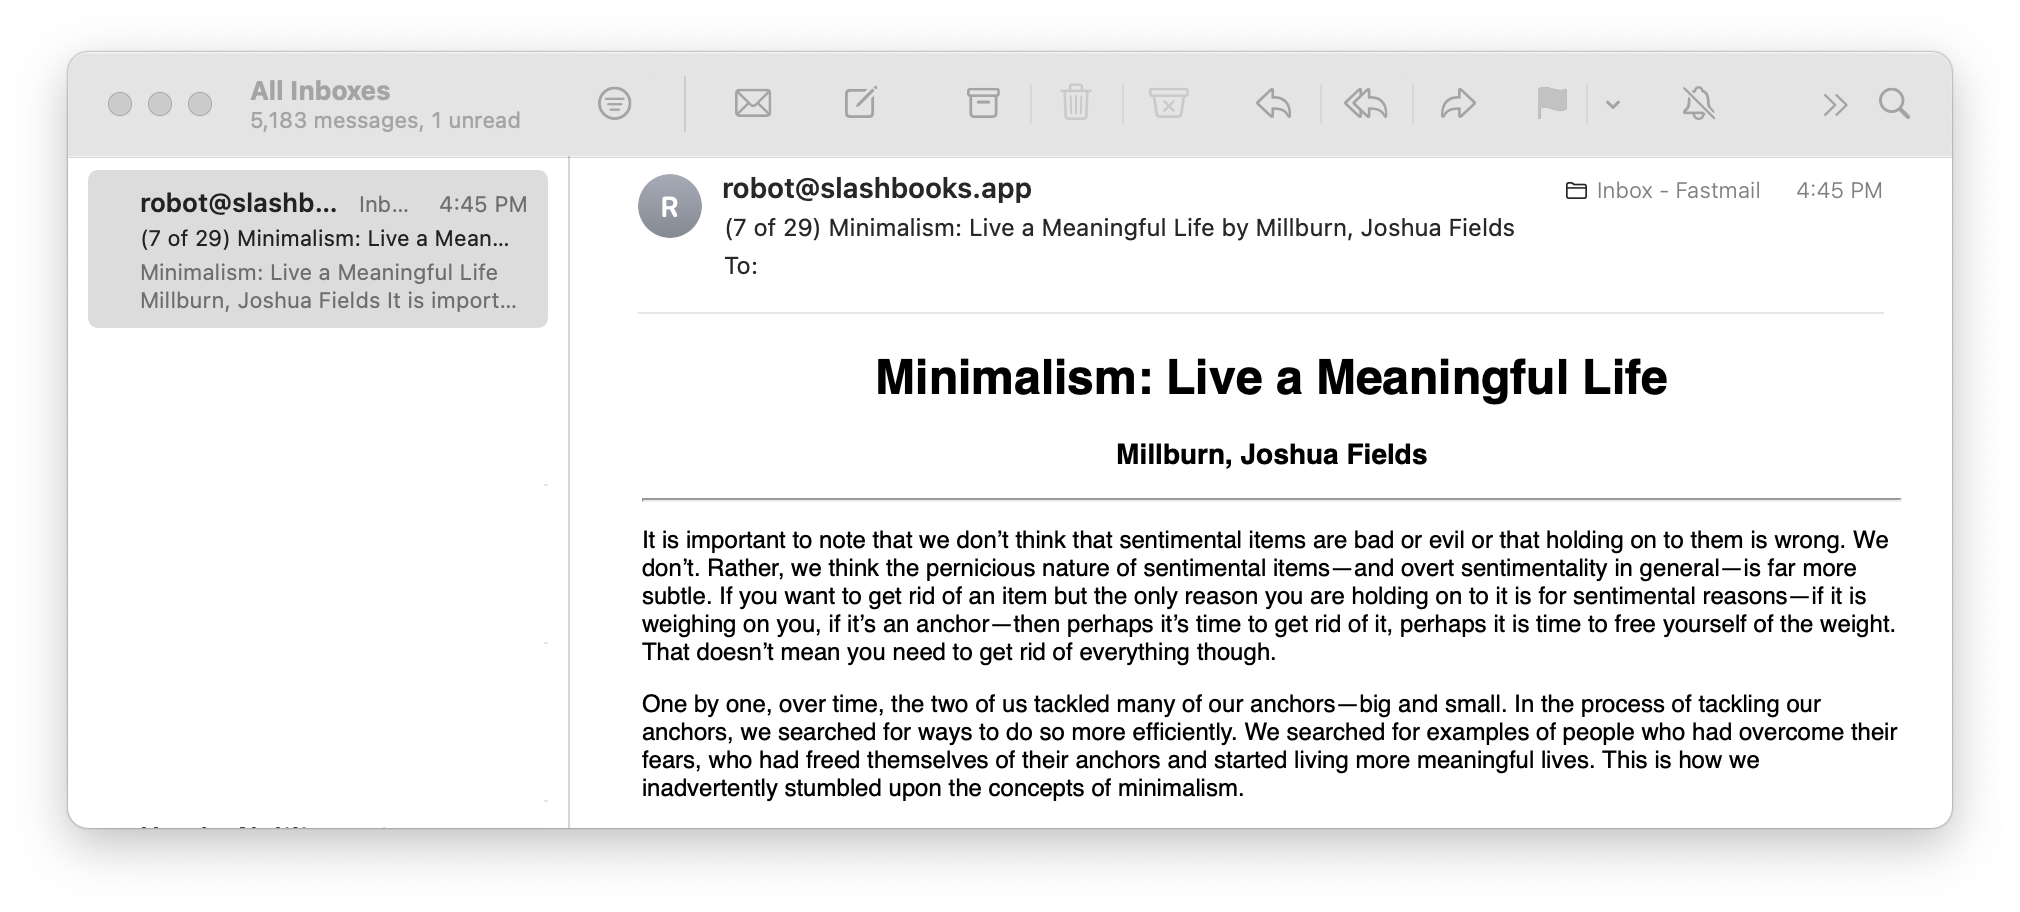 All Inboxes
5,183 messages, 1 unread
robot@slashb... Inb... 4:45 PM
(7 of 29) Minimalism: Live a Mean...
Minimalism: Live a Meaningful Life
Millburn, Joshua Fields It is import...
R
robot@slashbooks.app
Inbox - Fastmail 4:45 PM
(7 of 29) Minimalism: Live a Meaningful Life by Millburn, Joshua Fields
To:
Minimalism: Live a Meaningful Life
Millburn, Joshua Fields
It is important to note that we don’t think that sentimental items are bad or evil or that holding on to them is wrong. We
don’t. Rather, we think the pernicious nature of sentimental items—and overt sentimentality in general—is far more
subtle. If you want to get rid of an item but the only reason you are holding on to it is for sentimental reasons—if it is
weighing on you, if it’s an anchor—then perhaps it’s time to get rid of it, perhaps it is time to free yourself of the weight.
That doesn’t mean you need to get rid of everything though.
One by one, over time, the two of us tackled many of our anchors—big and small. In the process of tackling our
anchors, we searched for ways to do so more efficiently. We searched for examples of people who had overcome their
fears, who had freed themselves of their anchors and started living more meaningful lives. This is how we
inadvertently stumbled upon the concepts of minimalism.